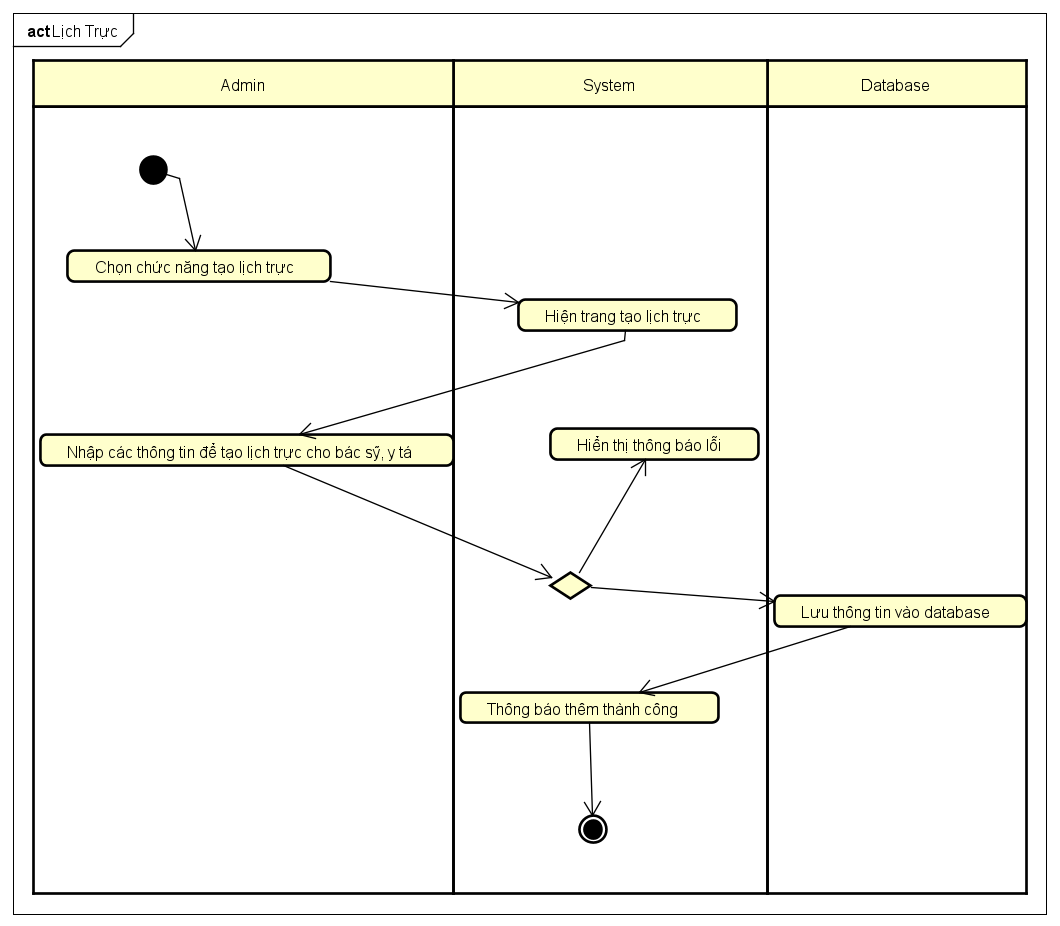 act Lịch Trực
Admin
System
Database
Chọn chức năng tạo lịch trực
Hiện trang tạo lịch trực
Nhập các thông tin để tạo lịch trực cho bác sỹ, y tá
Hiển thị thông báo lỗi
Lưu thông tin vào database
Thông báo thêm thành công